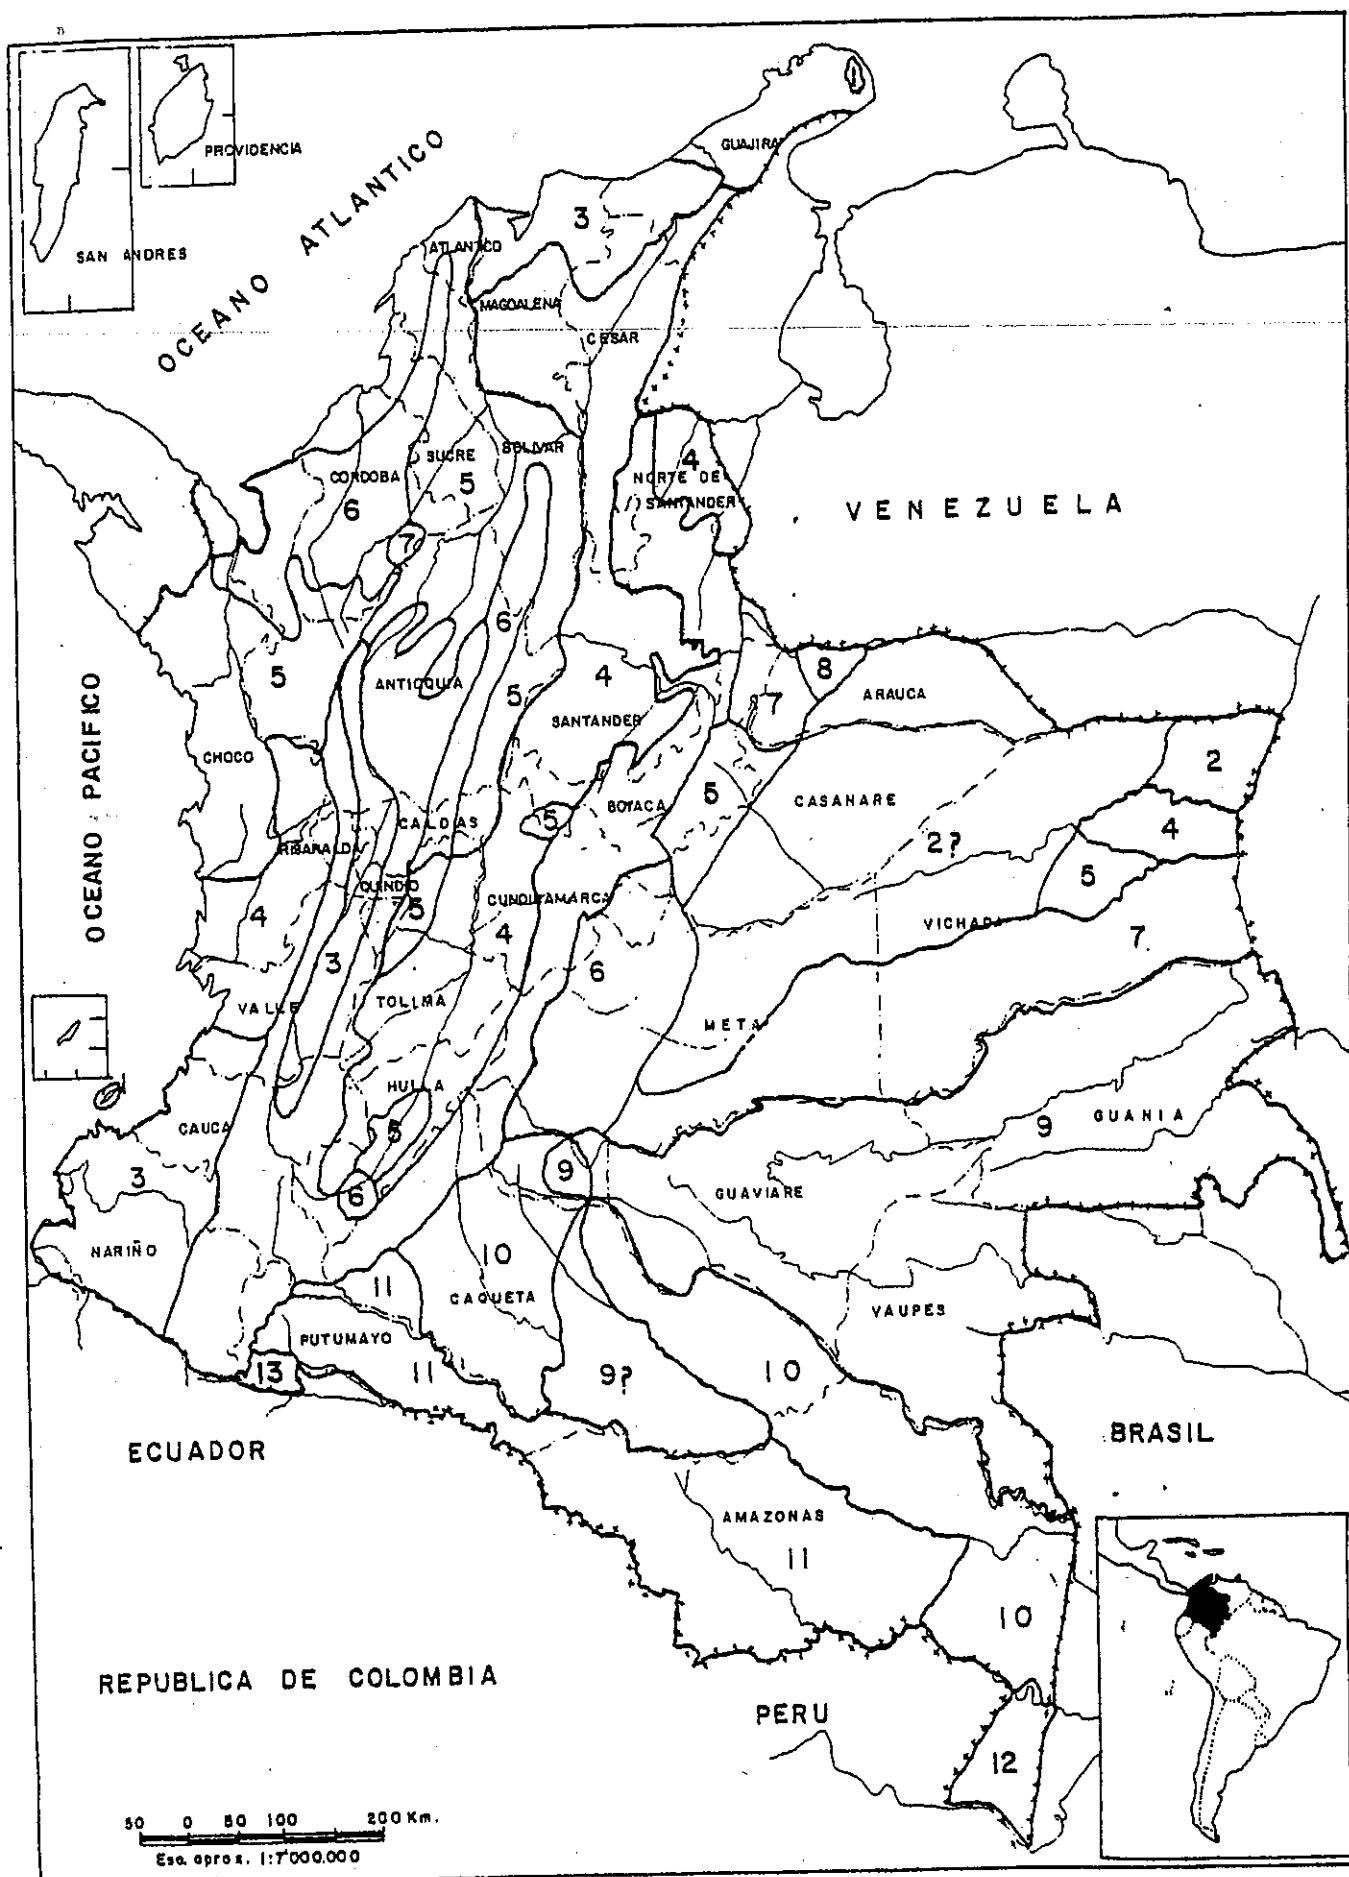 PROVIDENCIA
SAN ANDRES
OCEANO ATLANTICO
GUAJIRA
3
ATLANTICO
MAGDALENA
CESAR
SUCRE
BOLIVAR
CORDOBA
5
6
7
4
NORTE DE
SANTANDER
VENEZUELA
6
5
ANTIOQUIA
5
4
SANTANDER
8
7
ARAUCA
OCEANO PACIFICO
CHOCO
2
5
BOYACA
CASANARE
5
CALDAS
RISARALDA
2?
4
5
QUINDIO
5
CUNDINAMARCA
4
4
VICHADA
7
3
6
VALLE
TOLIMA
META
HUILA
CAUCA
5
9
GUANIA
3
9
6
GUAVIARE
NARIÑO
10
11
CAQUETA
VAUPES
PUTUMAYO
13
11
9?
10
ECUADOR
BRASIL
AMAZONAS
11
10
REPUBLICA DE COLOMBIA
PERU
12
50 0 50 100 200 Km.
Esc. aprox. 1:7'000.000